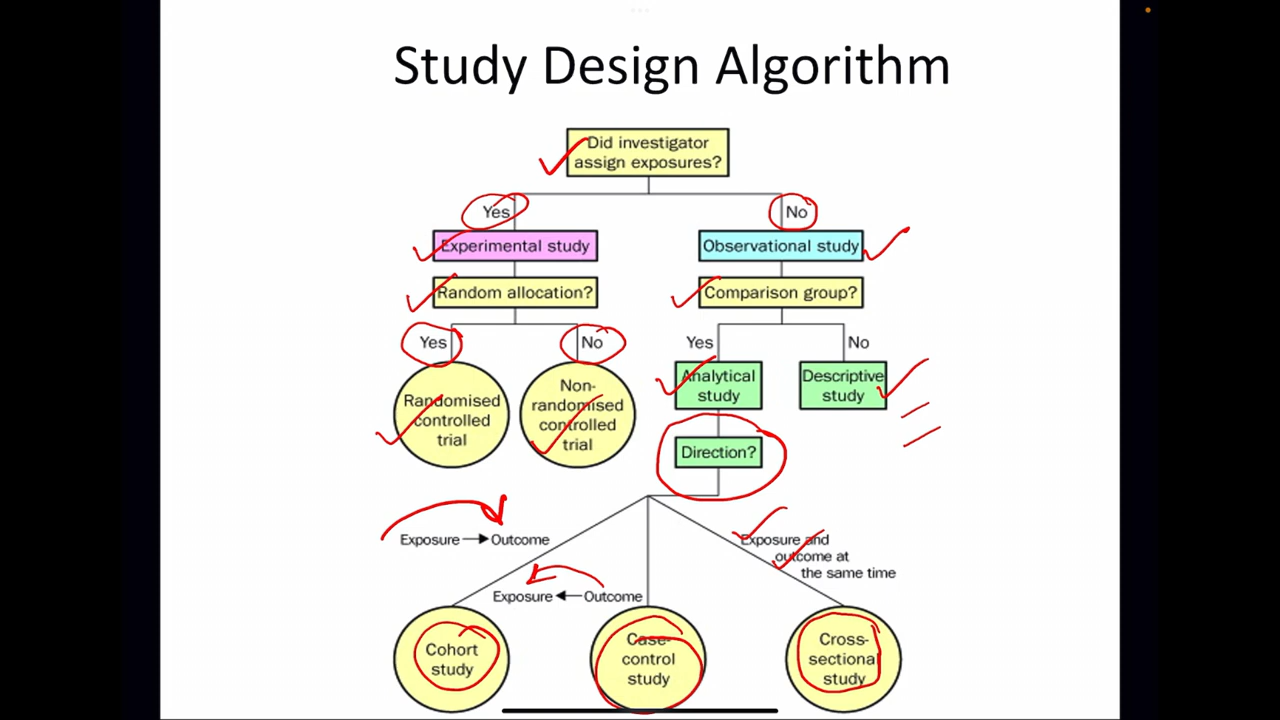 Study Design Algorithm
Did investigator
assign exposures?
Yes
No
Experimental study
Observational study
Random allocation?
Comparison group?
Yes
No
Yes
No
Randomised
controlled
trial
Non-
randomised
controlled
trial
Analytical
study
Descriptive
study
Direction?
Exposure → Outcome
Exposure ← Outcome
Exposure and
outcome at
the same time
Cohort
study
Case-
control
study
Cross-
sectional
study